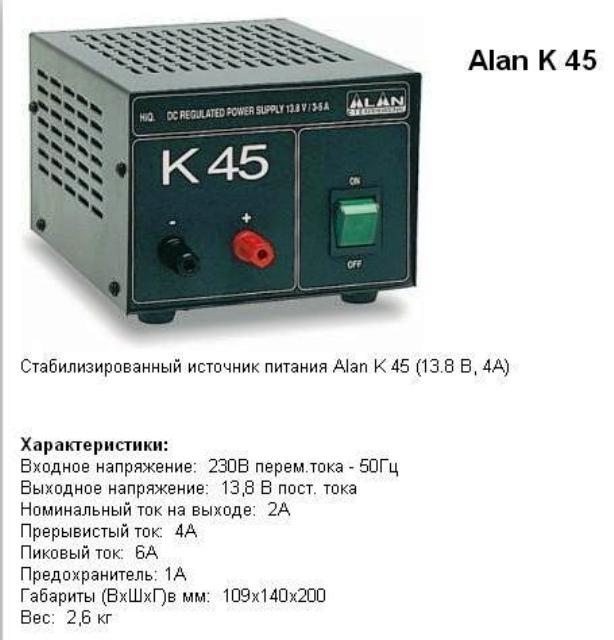 Alan K 45
HiQ. DC REGULATED POWER SUPPLY 13.8 V / 3-5 A ALAN
K 45
- +
ON
OFF
Стабилизированный источник питания Alan K 45 (13.8 В, 4А)
Характеристики:
Входное напряжение: 230В перем.тока - 50Гц
Выходное напряжение: 13,8 В пост. тока
Номинальный ток на выходе: 2А
Прерывистый ток: 4А
Пиковый ток: 6А
Предохранитель: 1А
Габариты (ВхШхГ)в мм: 109x140x200
Вес: 2,6 кг